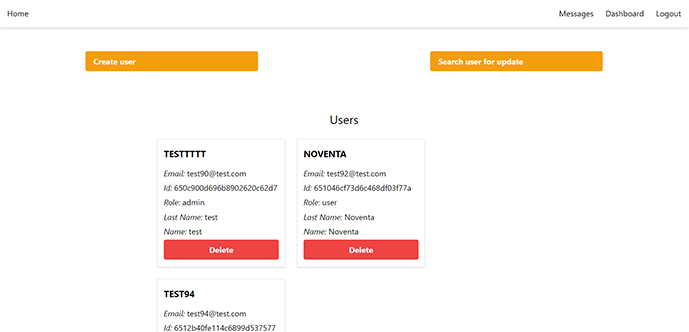 Home Messages Dashboard Logout
Create user Search user for update
Users
TESTTTTT
Email: test90@test.com
Id: 650c900d696b8902620c62d7
Role: admin
Last Name: test
Name: test
Delete
NOVENTA
Email: test92@test.com
Id: 651046cf73d6c468df03f77a
Role: user
Last Name: Noventa
Name: Noventa
Delete
TEST94
Email: test94@test.com
Id: 6512b40fe114c6899d537577